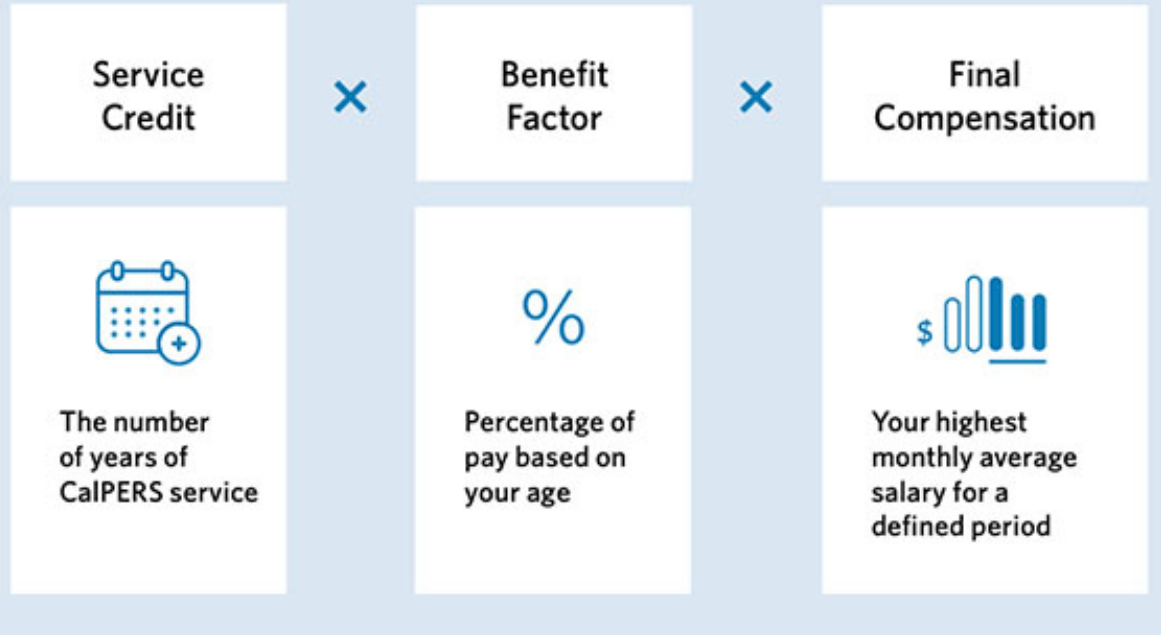 Service
Credit
×
Benefit
Factor
×
Final
Compensation
%
$
The number
of years of
CalPERS service
Percentage of
pay based on
your age
Your highest
monthly average
salary for a
defined period